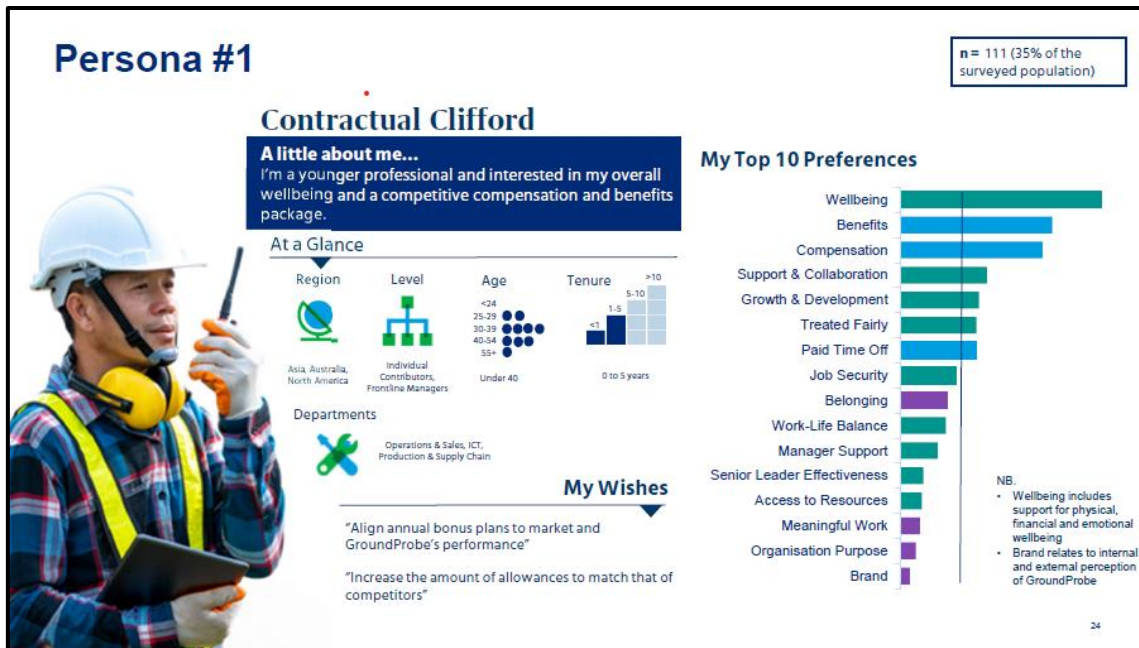 Persona #1
n = 111 (35% of the
surveyed population)
Contractual Clifford
A little about me...
I'm a younger professional and interested in my overall
wellbeing and a competitive compensation and benefits
package.
At a Glance
Region
Level
Age
Tenure
<24
25-29
30-39
40-54
55+
<1
1-5
5-10
>10
Asia, Australia,
North America
Individual
Contributors,
Frontline Managers
Under 40
0 to 5 years
Departments
Operations & Sales, ICT,
Production & Supply Chain
My Wishes
"Align annual bonus plans to market and
GroundProbe's performance"
"Increase the amount of allowances to match that of
competitors"
My Top 10 Preferences
Wellbeing
Benefits
Compensation
Support & Collaboration
Growth & Development
Treated Fairly
Paid Time Off
Job Security
Belonging
Work-Life Balance
Manager Support
Senior Leader Effectiveness
Access to Resources
Meaningful Work
Organisation Purpose
Brand
NB.
• Wellbeing includes
support for physical,
financial and emotional
wellbeing
• Brand relates to internal
and external perception
of GroundProbe
24